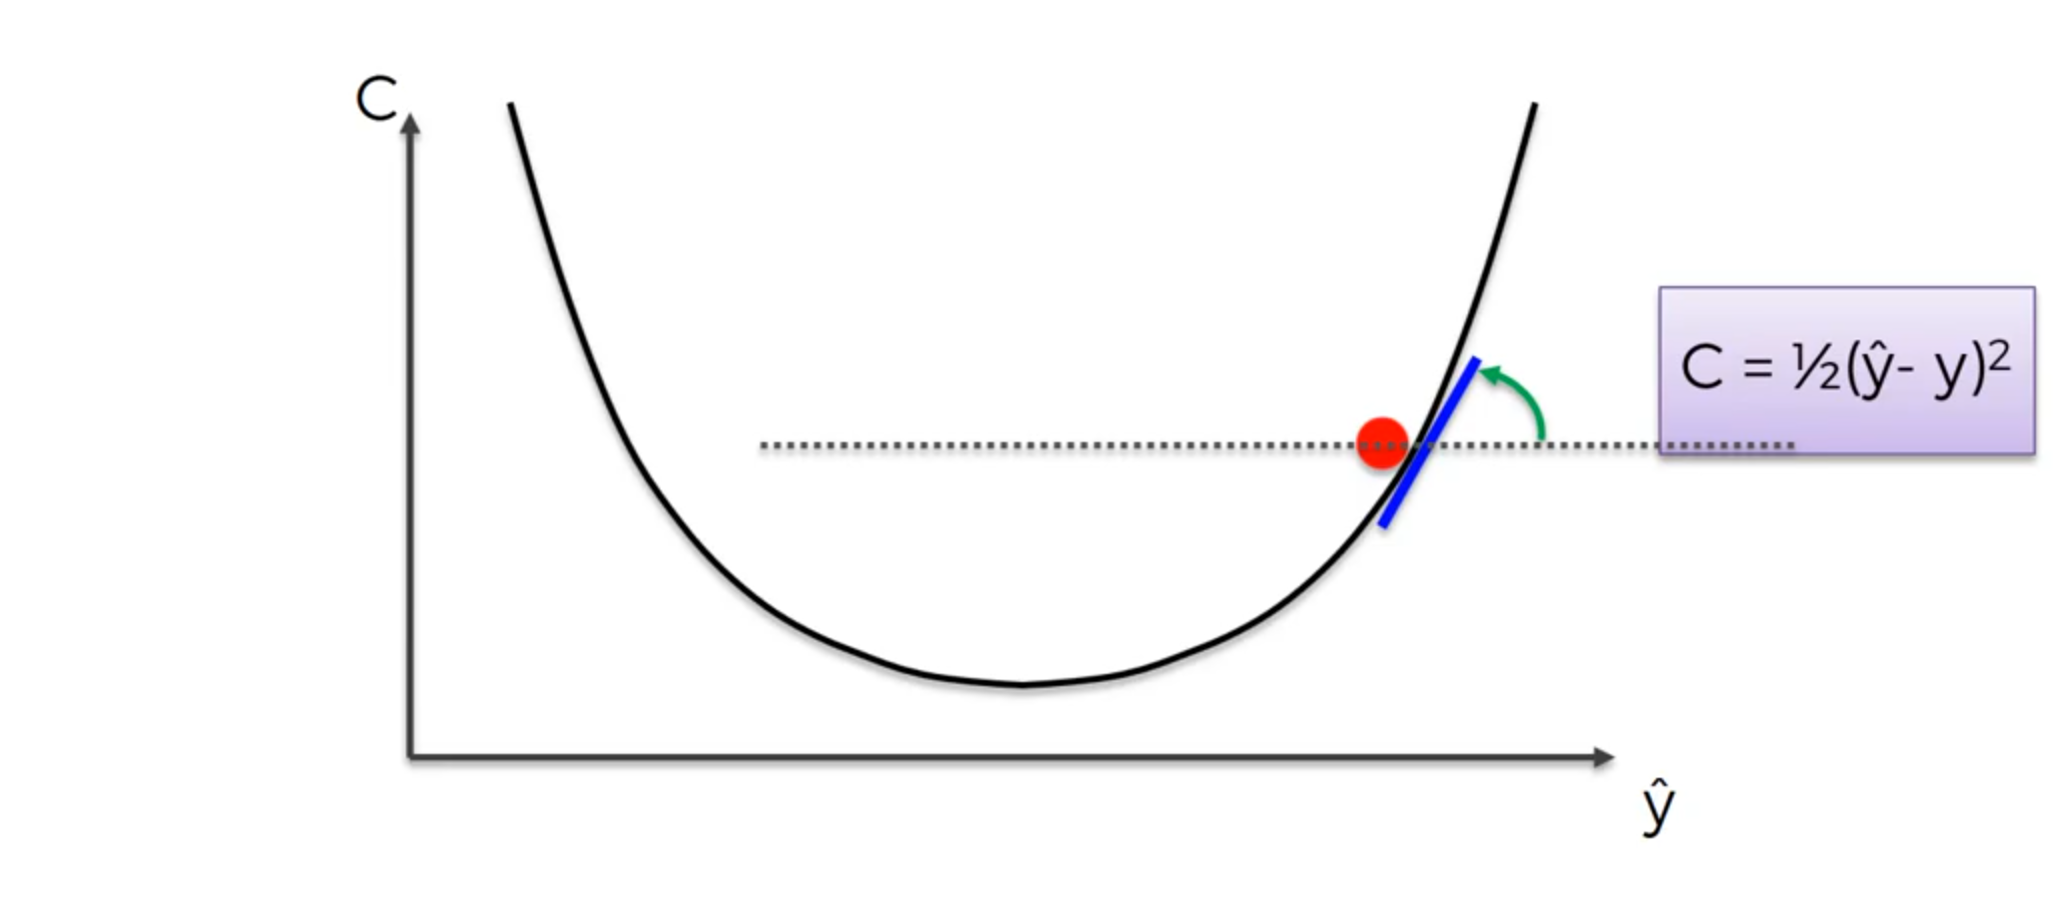 C
C = ½(ŷ- y)²
ŷ